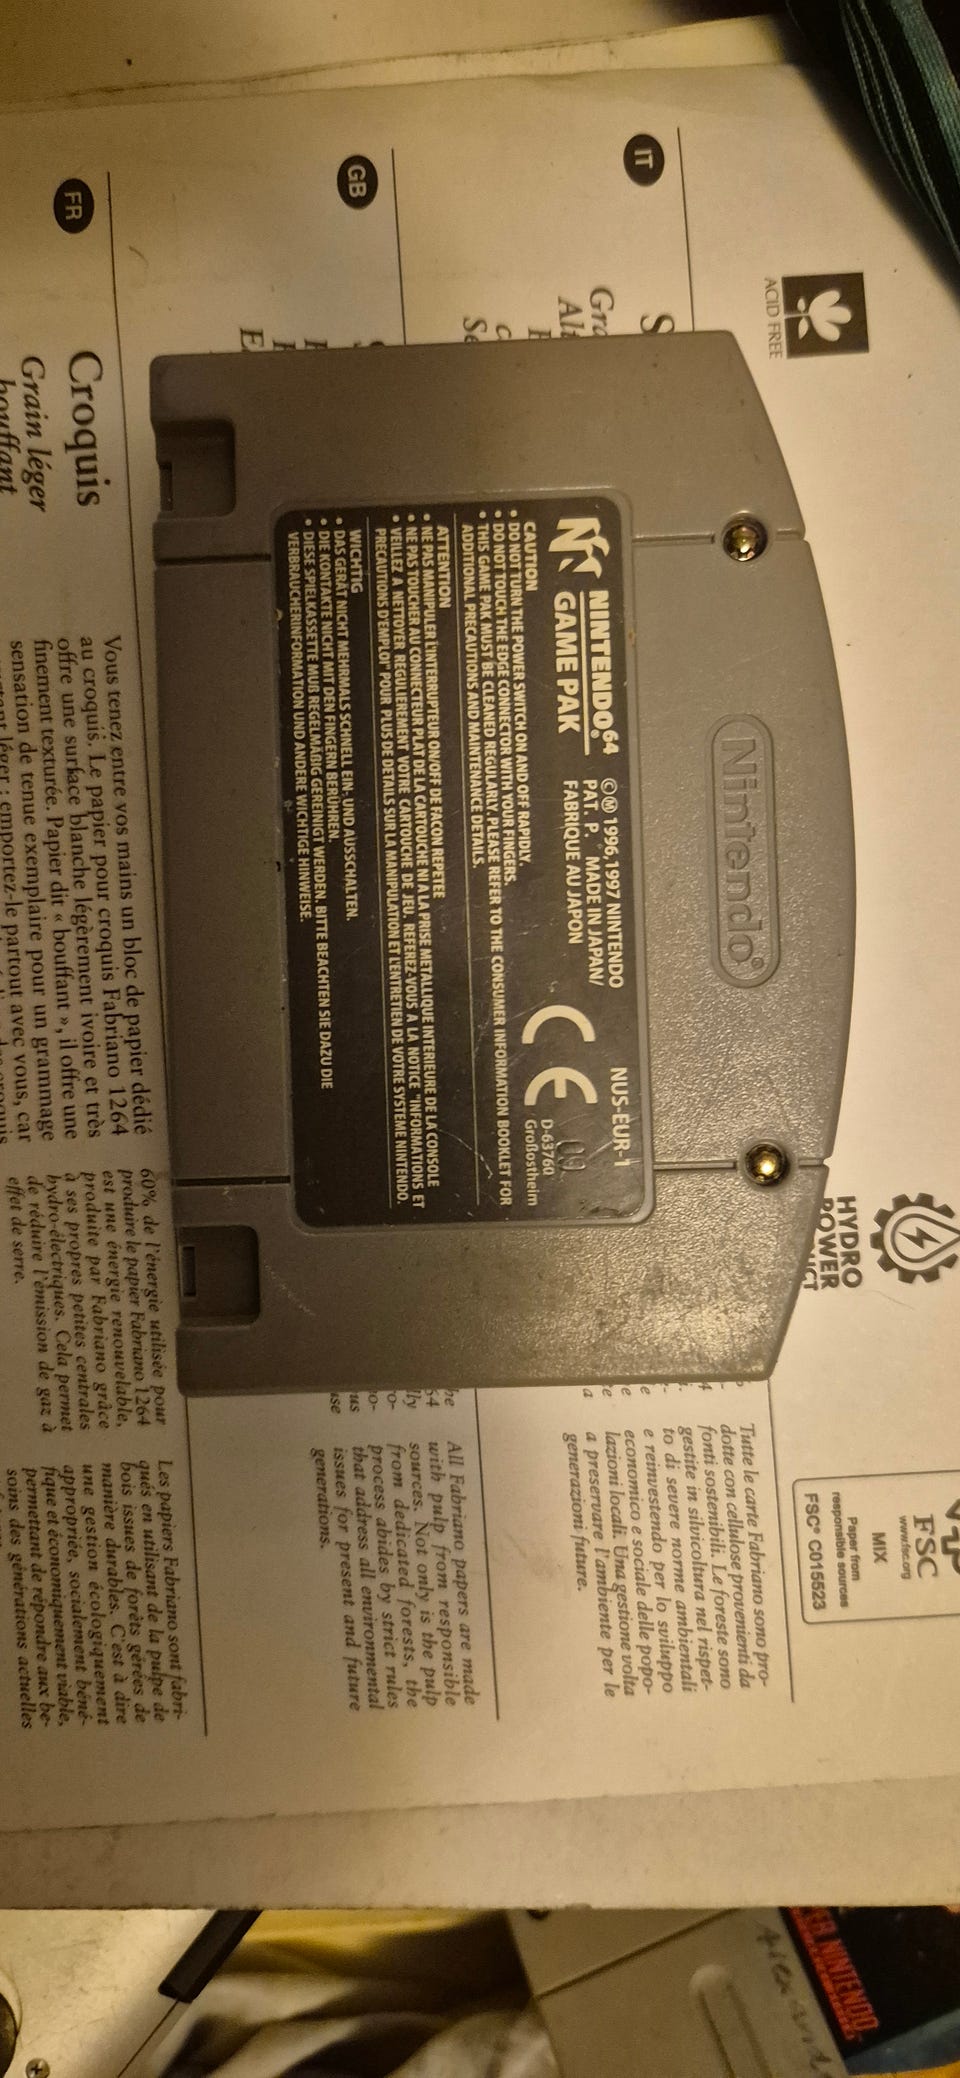 IT
GB
FR
ACID FREE
Croquis
Grain léger
bouffant
Vous tenez entre vos mains un bloc de papier dédié
au croquis. Le papier pour croquis Fabriano 1264
offre une surface blanche légèrement ivoire et très
finement texturée. Papier dit « bouffant », il offre une
sensation de tenue exemplaire pour un grammage
léger : emportez-le partout avec vous, car
Nintendo®
NINTENDO64
GAME PAK
©Ⓜ 1996,1997 NINTENDO
PAT. P. MADE IN JAPAN/
FABRIQUE AU JAPON
NUS-EUR-1
CE
09
D-63760
Großostheim
CAUTION
• DO NOT TURN THE POWER SWITCH ON AND OFF RAPIDLY.
• DO NOT TOUCH THE EDGE CONNECTOR WITH YOUR FINGERS.
• THIS GAME PAK MUST BE CLEANED REGULARLY. PLEASE REFER TO THE CONSUMER INFORMATION BOOKLET FOR
ADDITIONAL PRECAUTIONS AND MAINTENANCE DETAILS.
ATTENTION
• NE PAS MANIPULER L'INTERRUPTEUR ON/OFF DE FACON REPETEE
• NE PAS TOUCHER AU CONNECTEUR PLAT DE LA CARTOUCHE NI A LA PRISE METALLIQUE INTERIEURE DE LA CONSOLE
• VEILLEZ A NETTOYER REGULIEREMENT VOTRE CARTOUCHE DE JEU. REFEREZ-VOUS A LA NOTICE "INFORMATIONS ET
PRECAUTIONS D'EMPLOI" POUR PLUS DE DETAILS SUR LA MANIPULATION ET L'ENTRETIEN DE VOTRE SYSTEME NINTENDO.
WICHTIG
• DAS GERÄT NICHT MEHRMALS SCHNELL EIN- UND AUSSCHALTEN.
• DIE KONTAKTE NICHT MIT DEN FINGERN BERÜHREN.
• DIESE SPIELKASSETTE MUß REGELMÄßIG GEREINIGT WERDEN. BITTE BEACHTEN SIE DAZU DIE
VERBRAUCHERINFORMATION UND ANDERE WICHTIGE HINWEISE.
HYDRO
POWER
60% de l'énergie utilisée pour
produire le papier Fabriano 1264
est une énergie renouvelable,
produite par Fabriano grâce
à ses propres petites centrales
hydro-électriques. Cela permet
de réduire l'émission de gaz à
effet de serre.
Tutte le carte Fabriano sono pro-
dotte con cellulose provenienti da
fonti sostenibili. Le foreste sono
gestite in silvicoltura nel rispet-
to di severe norme ambientali
e reinvestendo per lo sviluppo
economico e sociale delle popo-
lazioni locali. Una gestione volta
a preservare l'ambiente per le
generazioni future.
All Fabriano papers are made
with pulp from responsible
sources. Not only is the pulp
from dedicated forests, the
process abides by strict rules
that address all environmental
issues for present and future
generations.
Les papiers Fabriano sont fabri-
qués en utilisant de la pulpe de
bois issues de forêts gérées de
manière durables. C'est à dire
une gestion écologiquement
appropriée, socialement béné-
fique et économiquement viable,
permettant de répondre aux be-
soins des générations actuelles
FSC
www.fsc.org
MIX
Paper from
responsible sources
FSC® C015523
NINTENDO